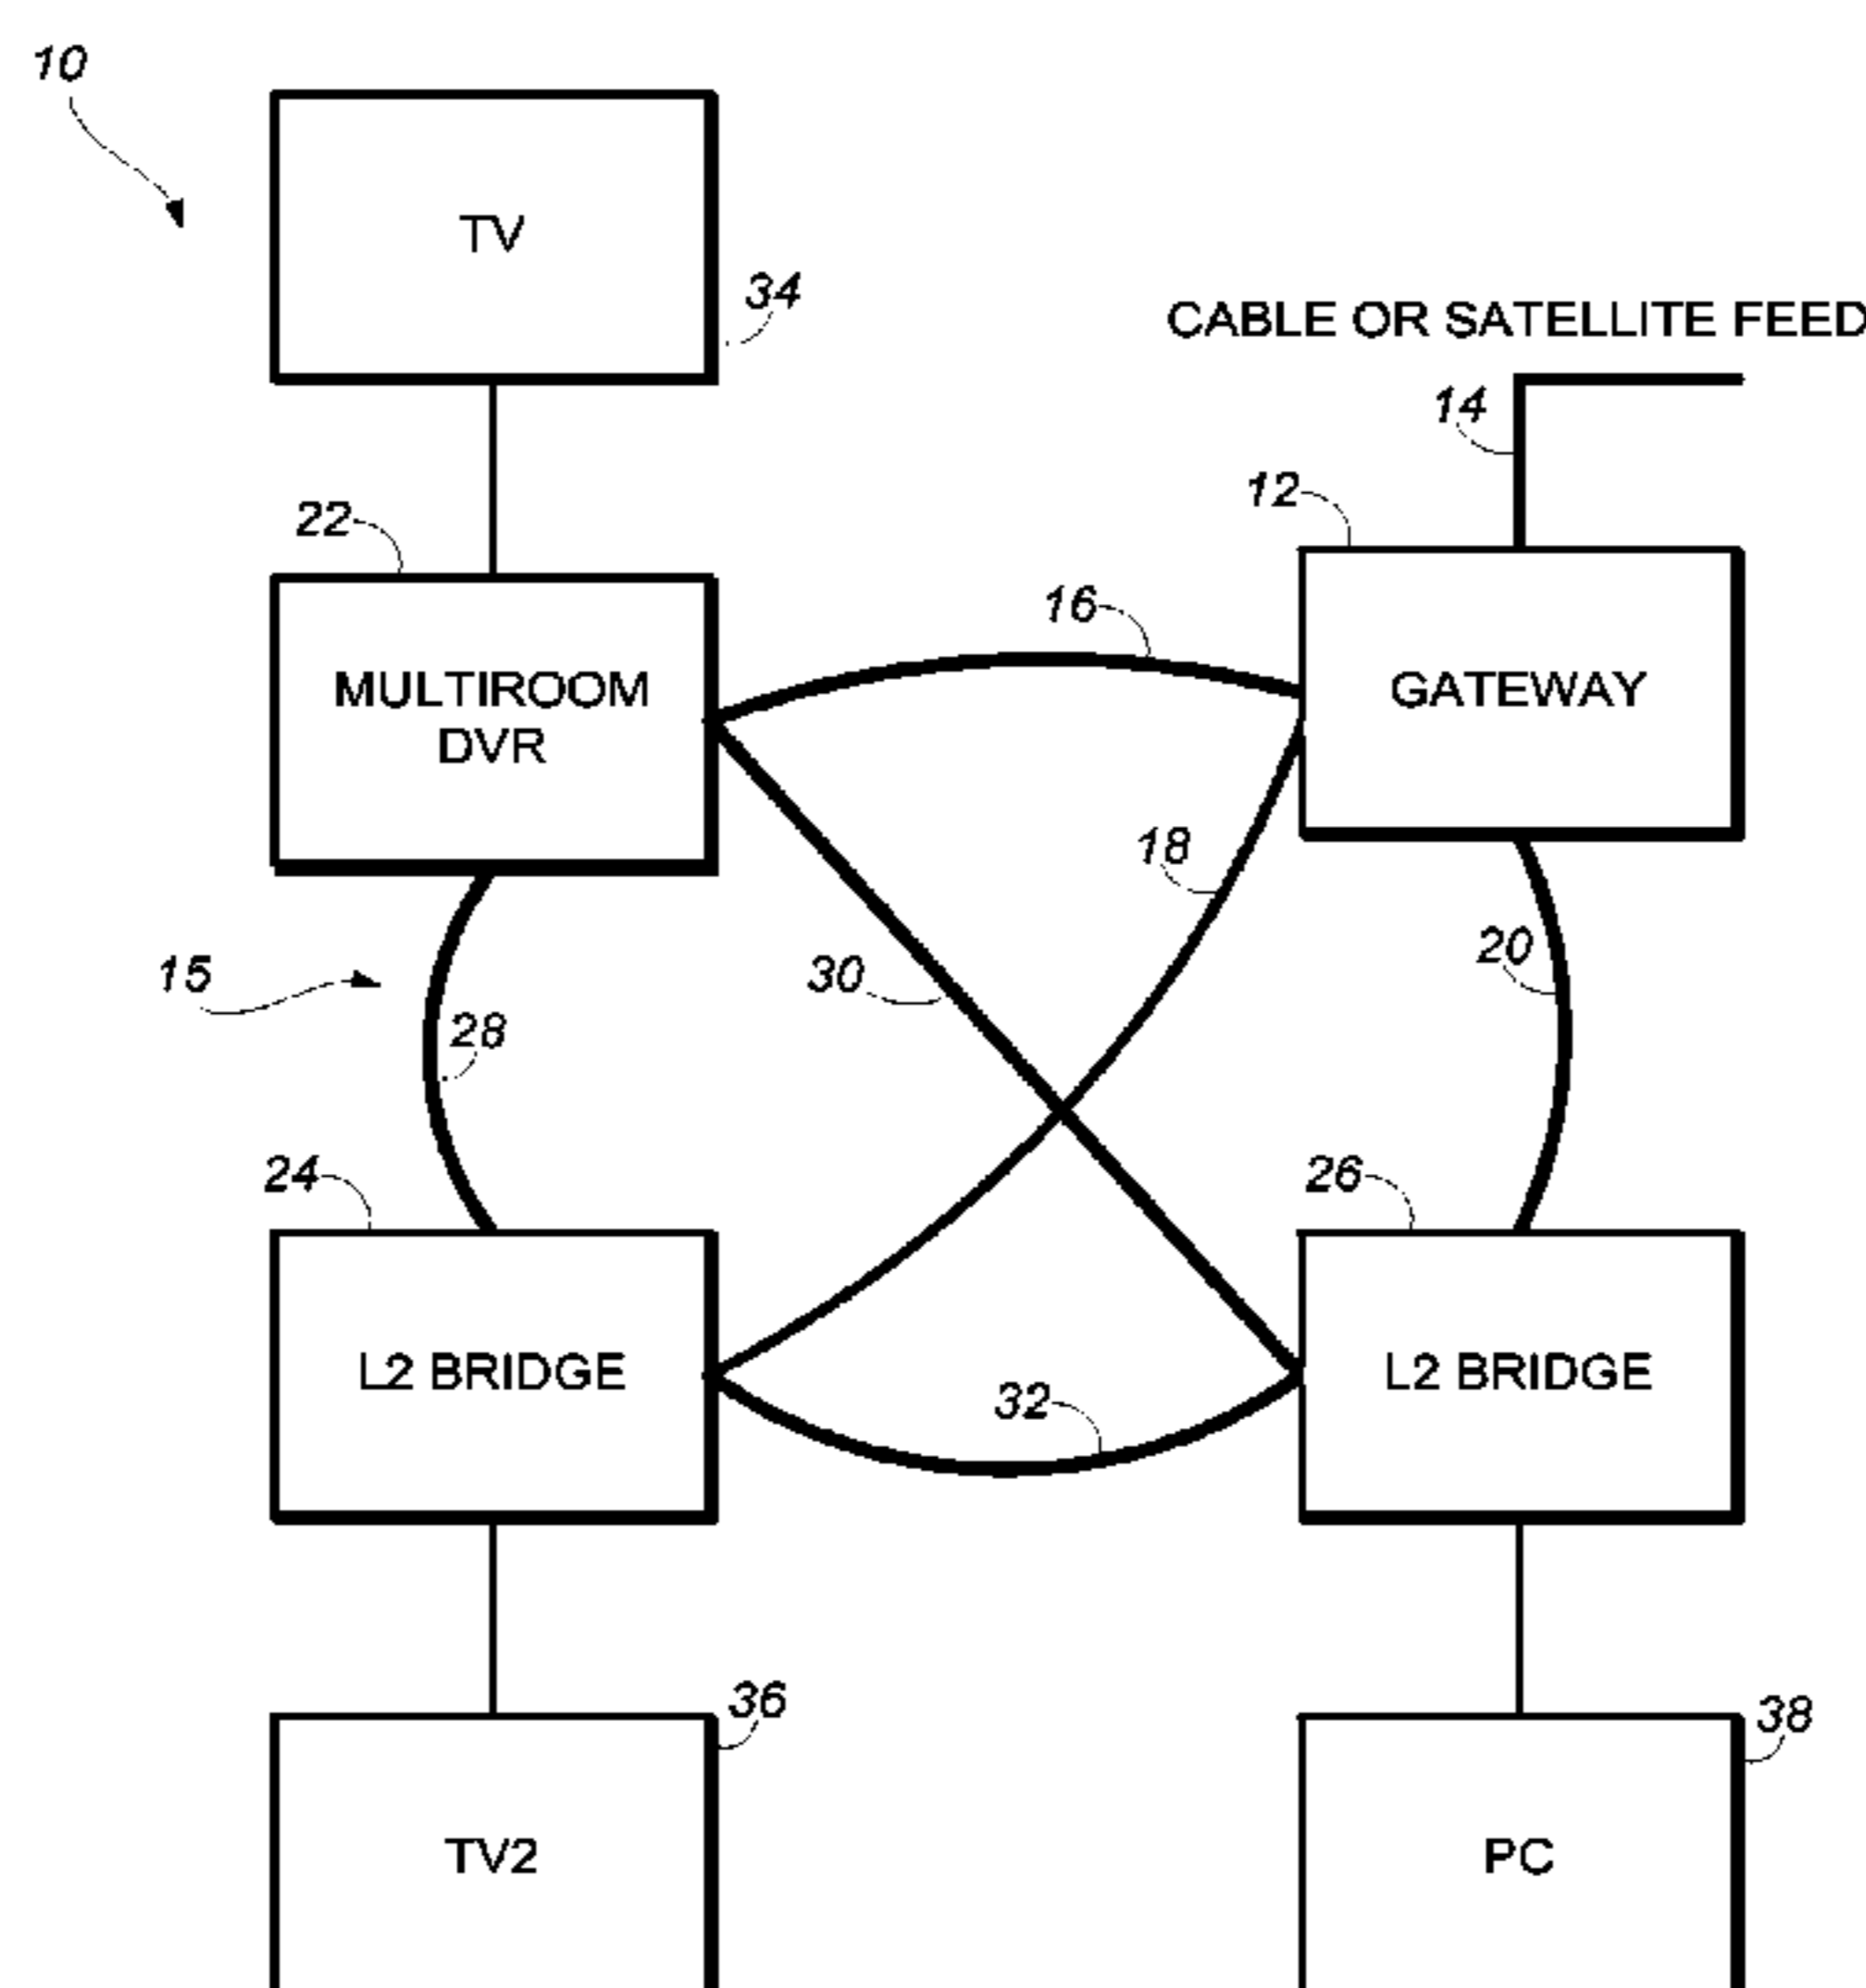 10
TV
34
CABLE OR SATELLITE FEED
14
12
22
16
MULTIROOM
DVR
GATEWAY
18
20
15
30
28
24
26
L2 BRIDGE
L2 BRIDGE
32
36
38
TV2
PC